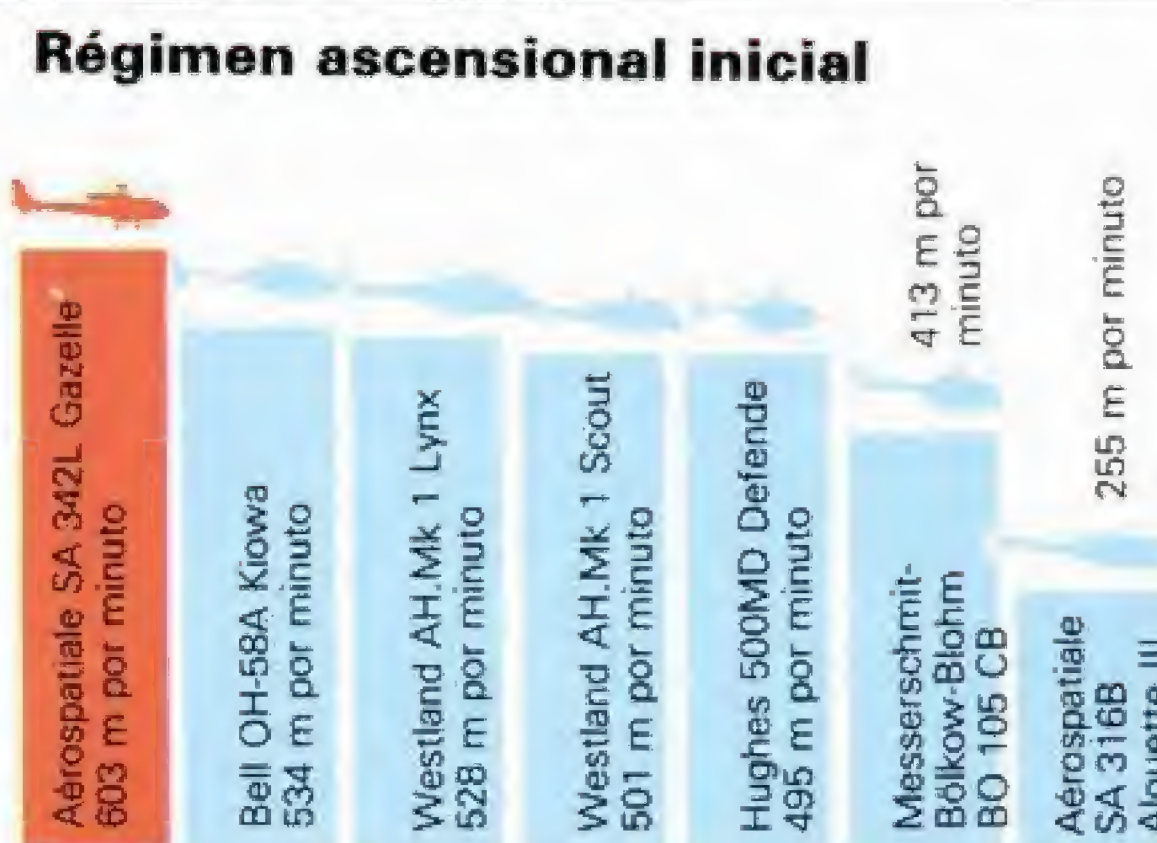 Régimen ascensional inicial
Aérospatiale SA 342L Gazelle
603 m por minuto
Bell OH-58A Kiowa
534 m por minuto
Westland AH.Mk 1 Lynx
528 m por minuto
Westland AH.Mk 1 Scout
501 m por minuto
Hughes 500MD Defende
495 m por minuto
Messerschmit-
Bölkow-Blohm
BO 105 CB
413 m por
minuto
Aérospatiale
SA 316B
Alouette III
255 m por minuto